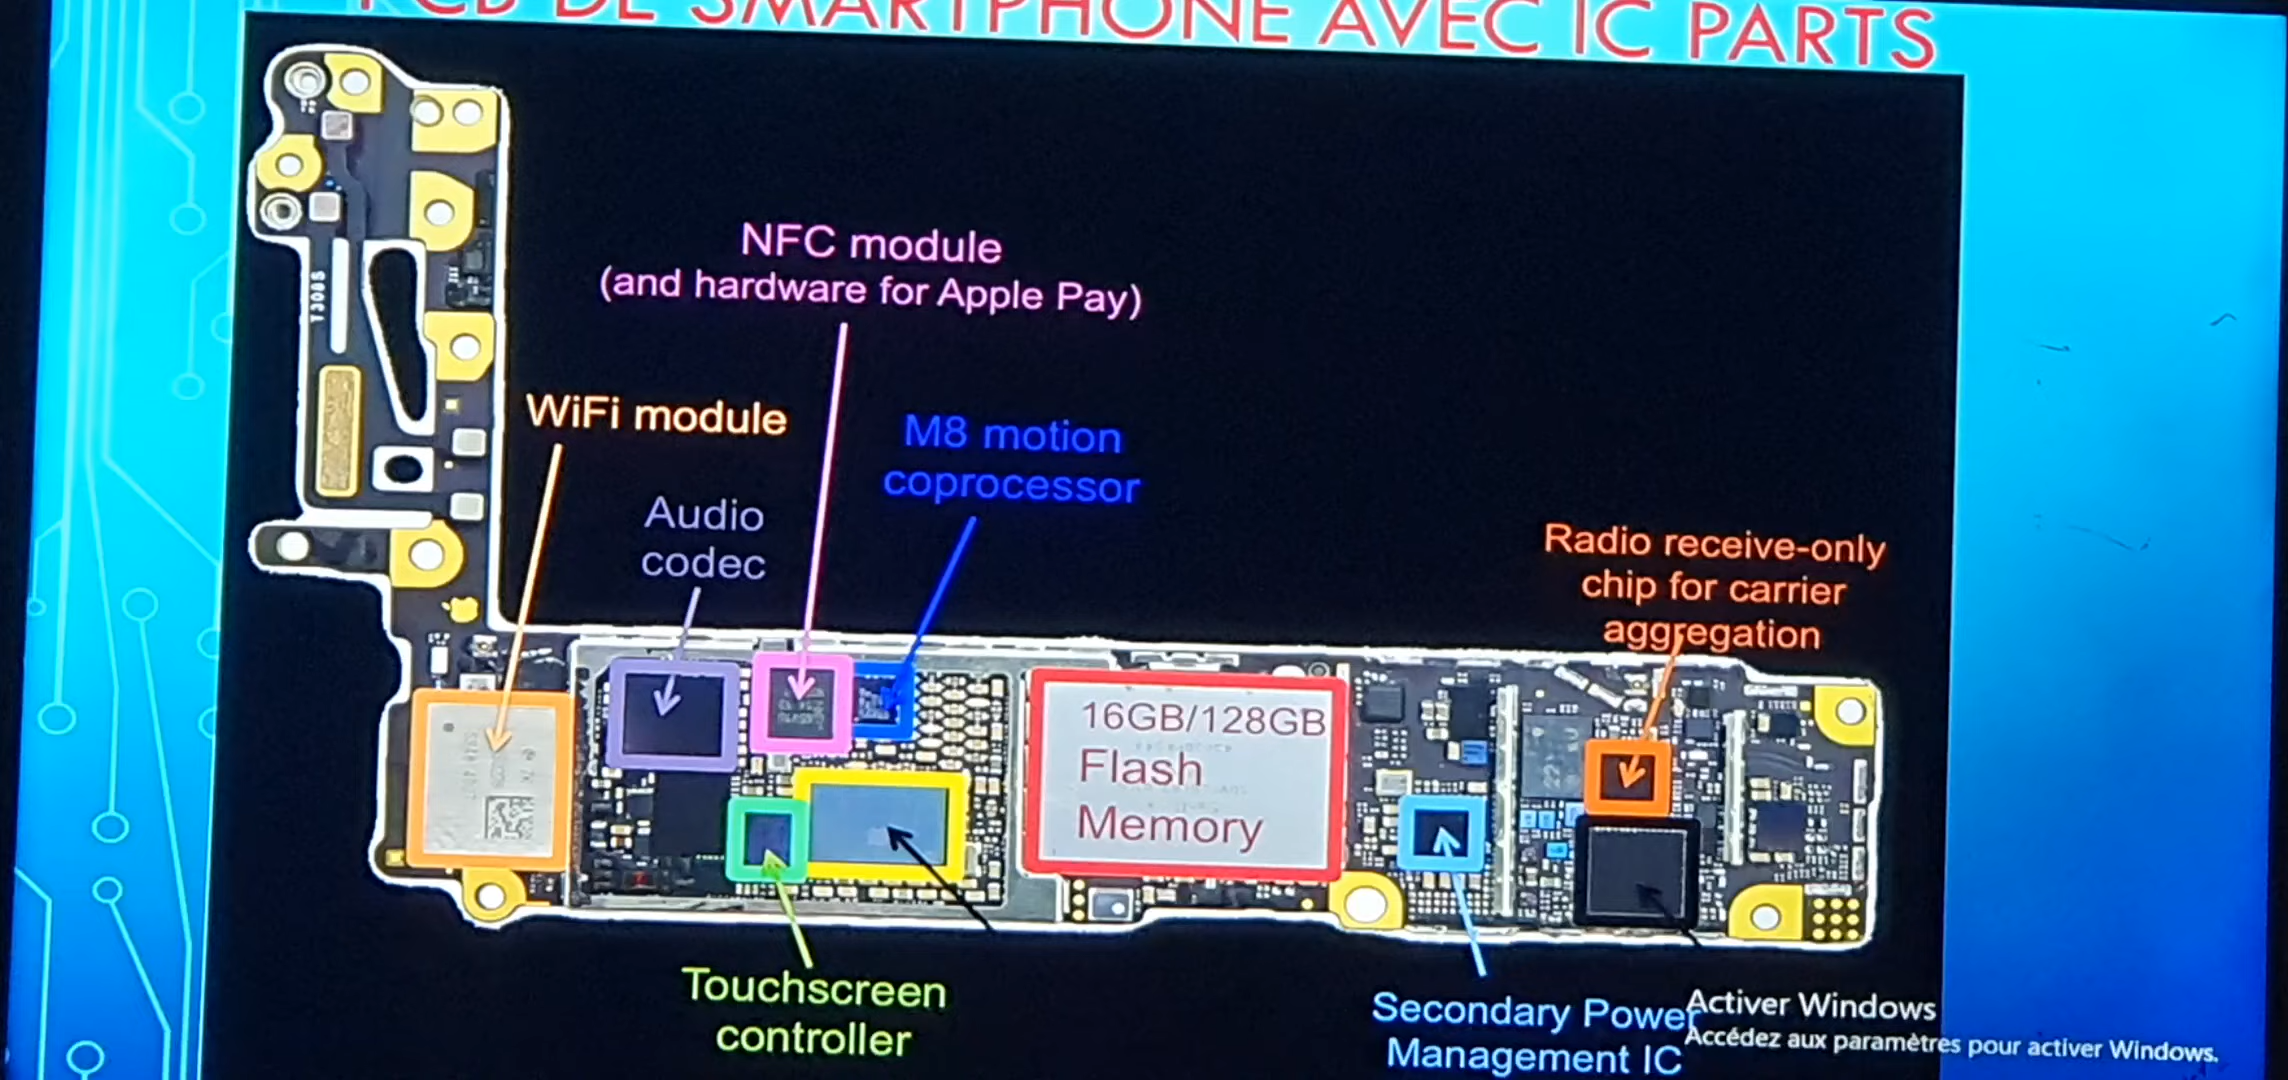 PCB DE SMARTPHONE AVEC IC PARTS
NFC module
(and hardware for Apple Pay)
WiFi module
M8 motion
coprocessor
Audio
codec
Radio receive-only
chip for carrier
aggregation
16GB/128GB
Flash
Memory
Touchscreen
controller
Secondary Power
Management IC
Activer Windows
Accédez aux paramètres pour activer Windows.